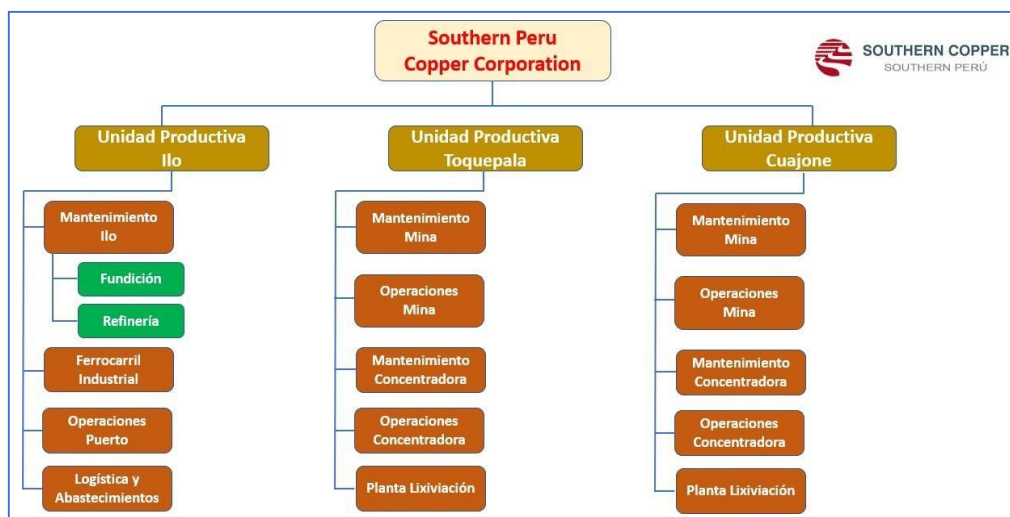 Southern Peru
Copper Corporation
SOUTHERN COPPER
SOUTHERN PERÚ
Unidad Productiva
Ilo
Mantenimiento
Ilo
Fundición
Refinería
Ferrocarril
Industrial
Operaciones
Puerto
Logística y
Abastecimientos
Unidad Productiva
Toquepala
Mantenimiento
Mina
Operaciones
Mina
Mantenimiento
Concentradora
Operaciones
Concentradora
Planta Lixiviación
Unidad Productiva
Cuajone
Mantenimiento
Mina
Operaciones
Mina
Mantenimiento
Concentradora
Operaciones
Concentradora
Planta Lixiviación